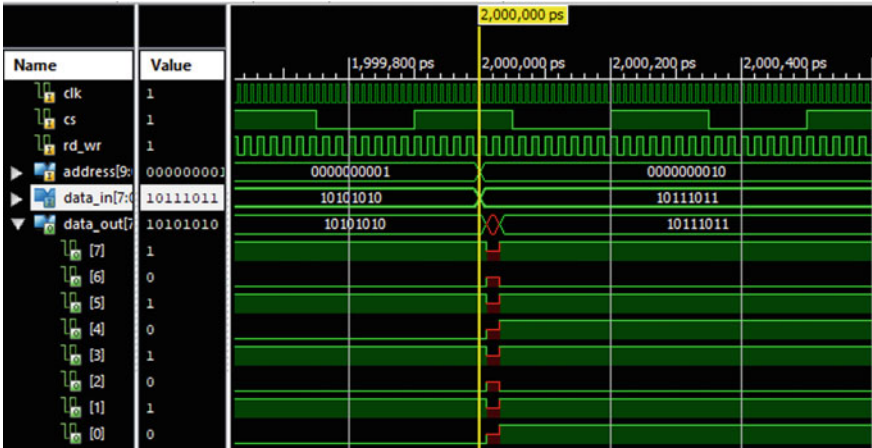 2,000,000 ps
Name Value 1,999,800 ps 2,000,000 ps 2,000,200 ps 2,000,400 ps
clk 1
cs 1
rd_wr 1
address[9: 000000001 0000000001 0000000010
data_in[7:0 10111011 10101010 10111011
data_out[7 10101010 10101010 10111011
[7] 1
[6] 0
[5] 1
[4] 0
[3] 1
[2] 0
[1] 1
[0] 0